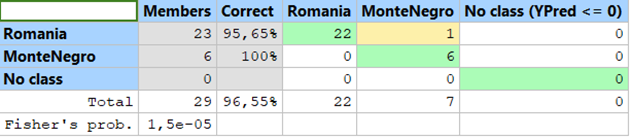 Members Correct Romania MonteNegro No class (YPred <= 0)
Romania 23 95,65% 22 1 0
MonteNegro 6 100% 0 6 0
No class 0 0 0 0
Total 29 96,55% 22 7 0
Fisher's prob. 1,5e-05